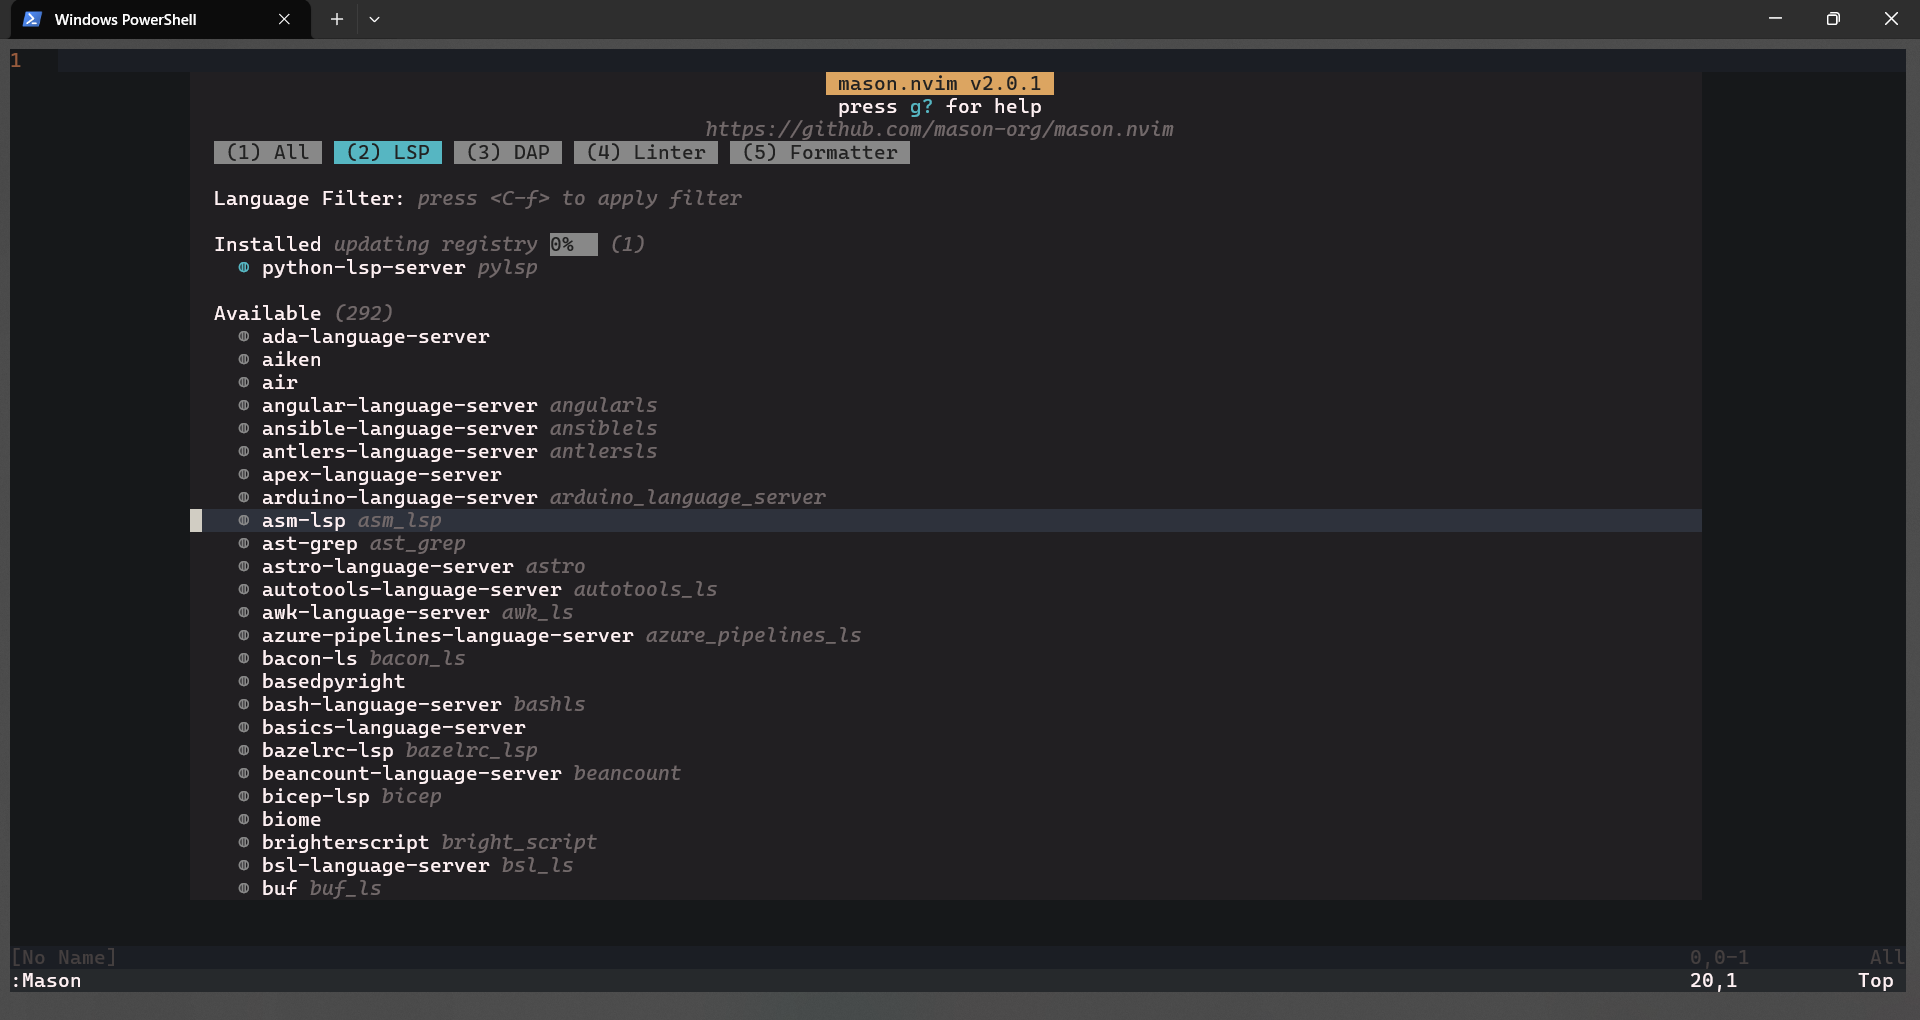 Windows PowerShell
1
mason.nvim v2.0.1
press g? for help
https://github.com/mason-org/mason.nvim
(1) All (2) LSP (3) DAP (4) Linter (5) Formatter
Language Filter: press <C-f> to apply filter
Installed updating registry 0% (1)
◍ python-lsp-server pylsp
Available (292)
◍ ada-language-server
◍ aiken
◍ air
◍ angular-language-server angularls
◍ ansible-language-server ansiblels
◍ antlers-language-server antlersls
◍ apex-language-server
◍ arduino-language-server arduino_language_server
◍ asm-lsp asm_lsp
◍ ast-grep ast_grep
◍ astro-language-server astro
◍ autotools-language-server autotools_ls
◍ awk-language-server awk_ls
◍ azure-pipelines-language-server azure_pipelines_ls
◍ bacon-ls bacon_ls
◍ basedpyright
◍ bash-language-server bashls
◍ basics-language-server
◍ bazelrc-lsp bazelrc_lsp
◍ beancount-language-server beancount
◍ bicep-lsp bicep
◍ biome
◍ brighterscript bright_script
◍ bsl-language-server bsl_ls
◍ buf buf_ls
[No Name] 0,0-1 All
:Mason 20,1 Top